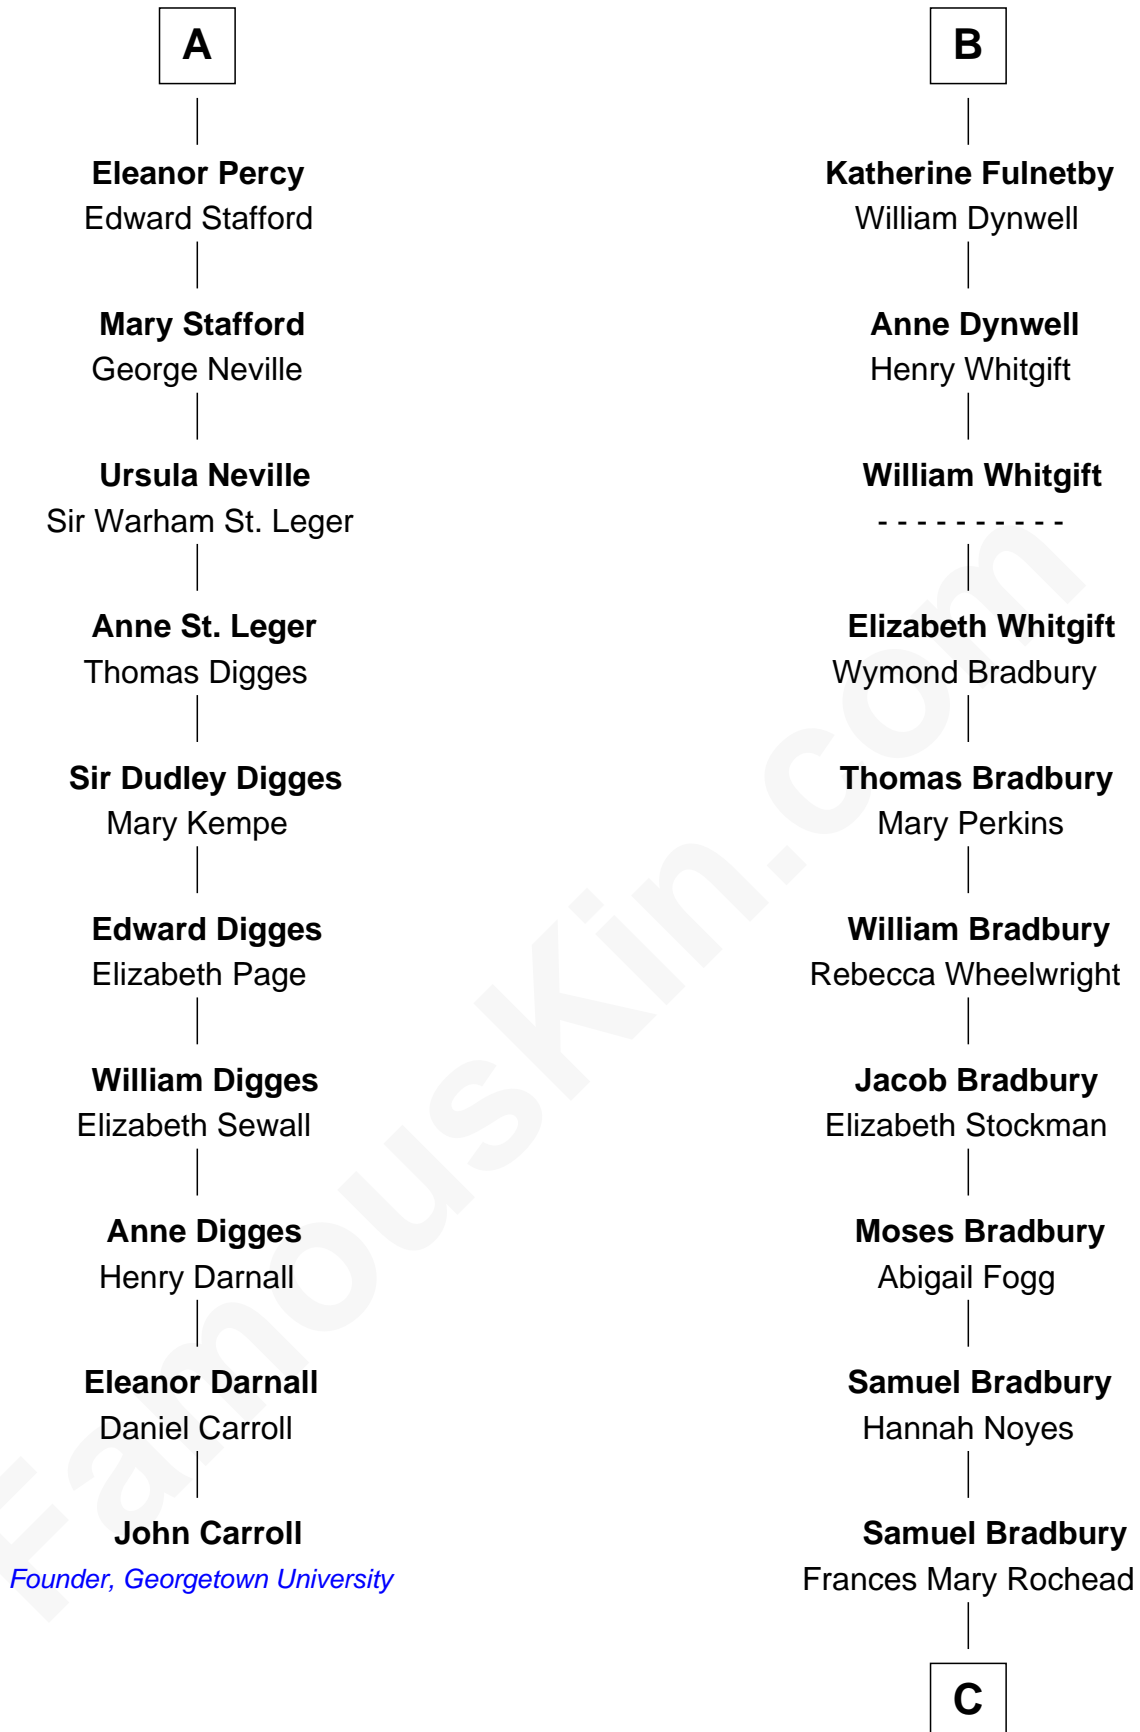 A
Eleanor Percy
Edward Stafford
Mary Stafford
George Neville
Ursula Neville
Sir Warham St. Leger
Anne St. Leger
Thomas Digges
Sir Dudley Digges
Mary Kempe
Edward Digges
Elizabeth Page
William Digges
Elizabeth Sewall
Anne Digges
Henry Darnall
Eleanor Darnall
Daniel Carroll
John Carroll
Founder, Georgetown University
B
Katherine Fulnetby
William Dynwell
Anne Dynwell
Henry Whitgift
William Whitgift
- - - - - - - - - -
Elizabeth Whitgift
Wymond Bradbury
Thomas Bradbury
Mary Perkins
William Bradbury
Rebecca Wheelwright
Jacob Bradbury
Elizabeth Stockman
Moses Bradbury
Abigail Fogg
Samuel Bradbury
Hannah Noyes
Samuel Bradbury
Frances Mary Rochead
C
FamousKin.com